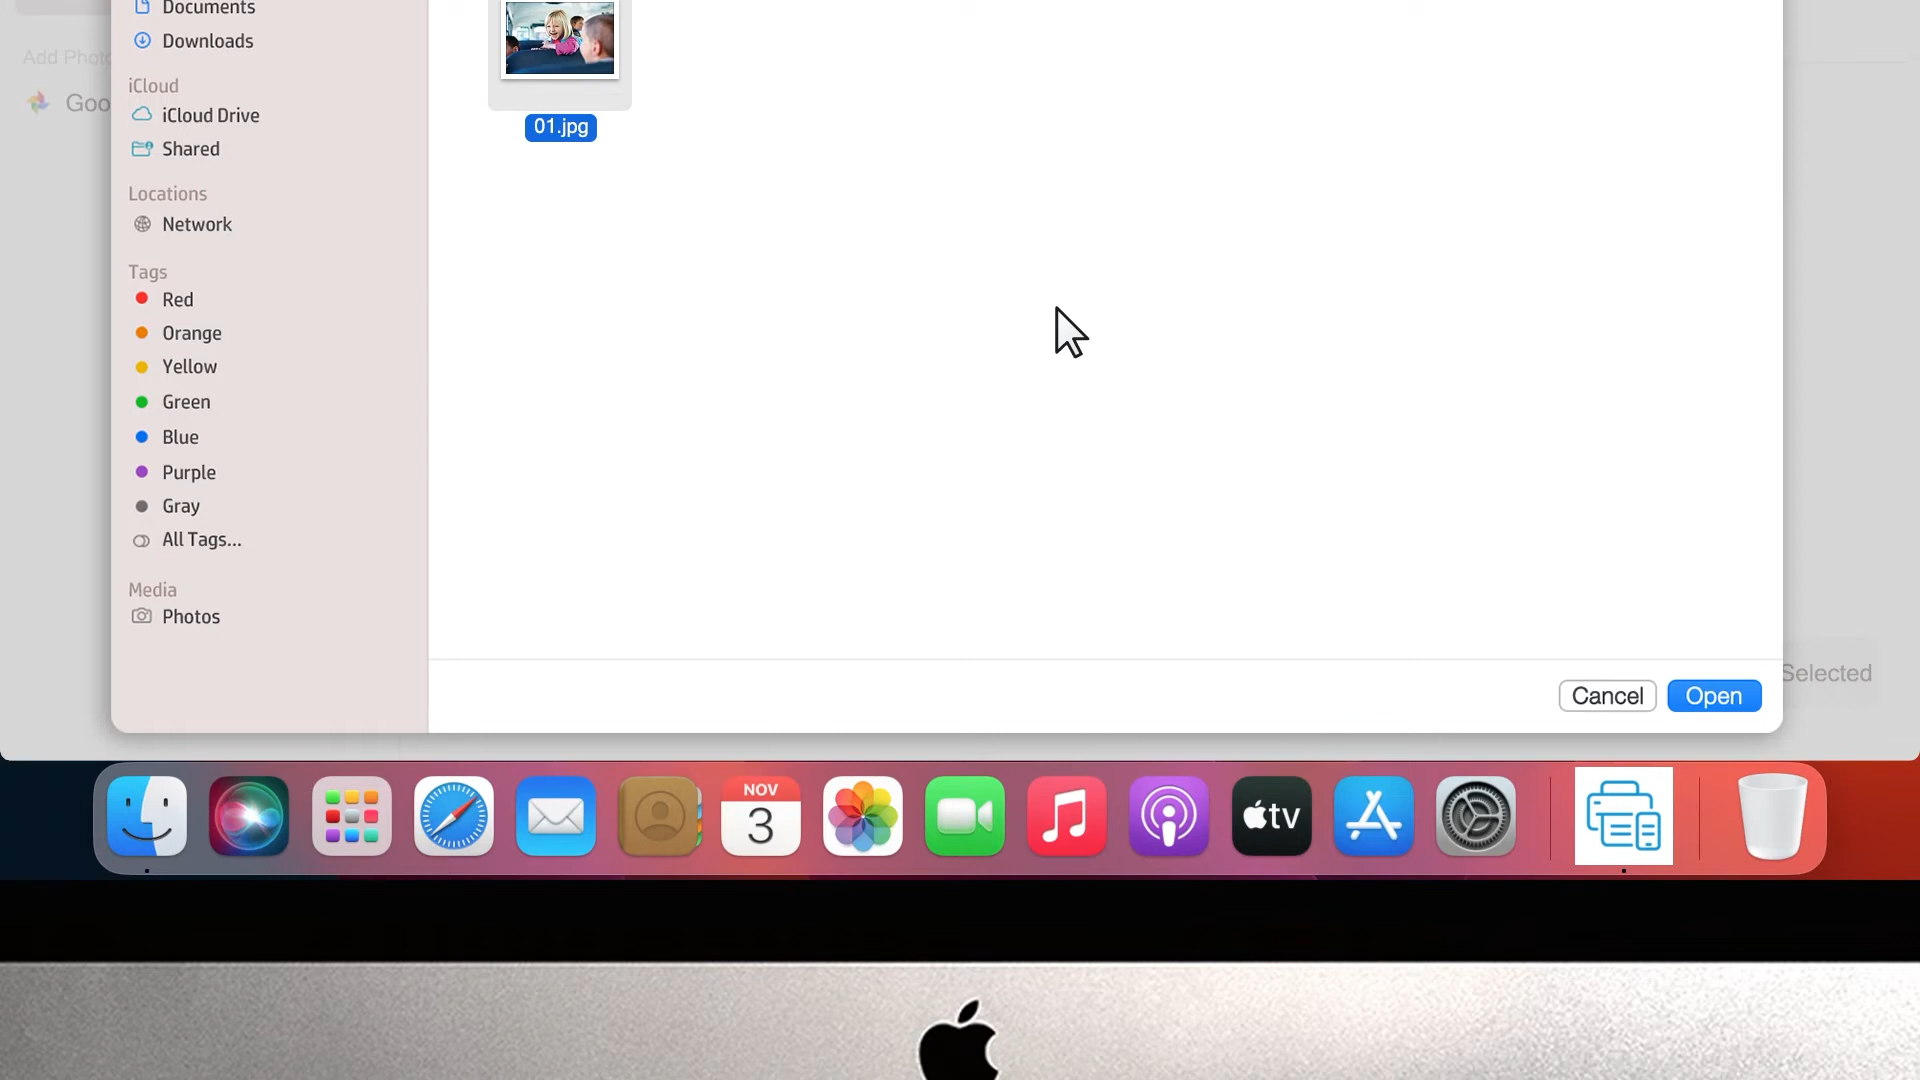 Documents
Downloads
Add Photo
Goo
iCloud
iCloud Drive
Shared
Locations
Network
Tags
Red
Orange
Yellow
Green
Blue
Purple
Gray
All Tags...
Media
Photos
01.jpg
Selected
Cancel
Open
NOV
3
tv